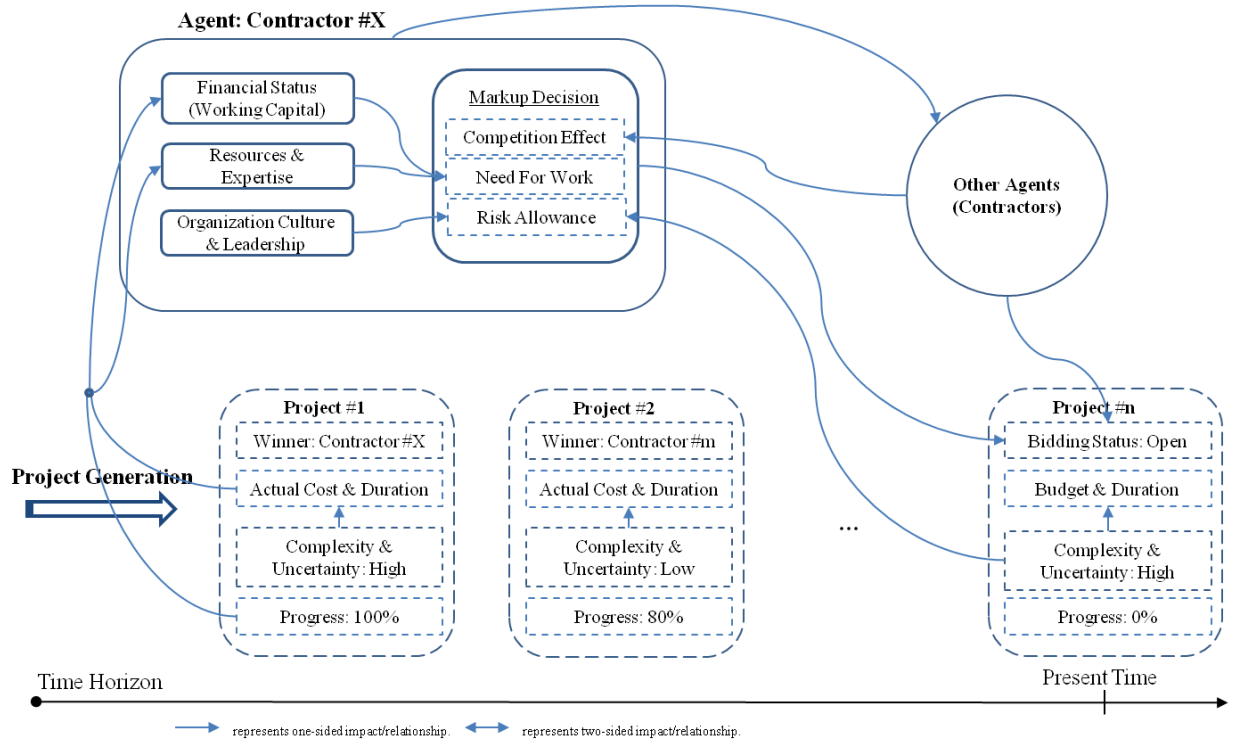 Agent: Contractor #X
Financial Status
(Working Capital)
Resources &
Expertise
Organization Culture
& Leadership
Markup Decision
Competition Effect
Need For Work
Risk Allowance
Other Agents
(Contractors)
Project Generation
Project #1
Winner: Contractor #X
Actual Cost & Duration
Complexity &
Uncertainty: High
Progress: 100%
Project #2
Winner: Contractor #m
Actual Cost & Duration
Complexity &
Uncertainty: Low
Progress: 80%
...
Project #n
Bidding Status: Open
Budget & Duration
Complexity &
Uncertainty: High
Progress: 0%
Time Horizon
Present Time
represents one-sided impact/relationship.
represents two-sided impact/relationship.